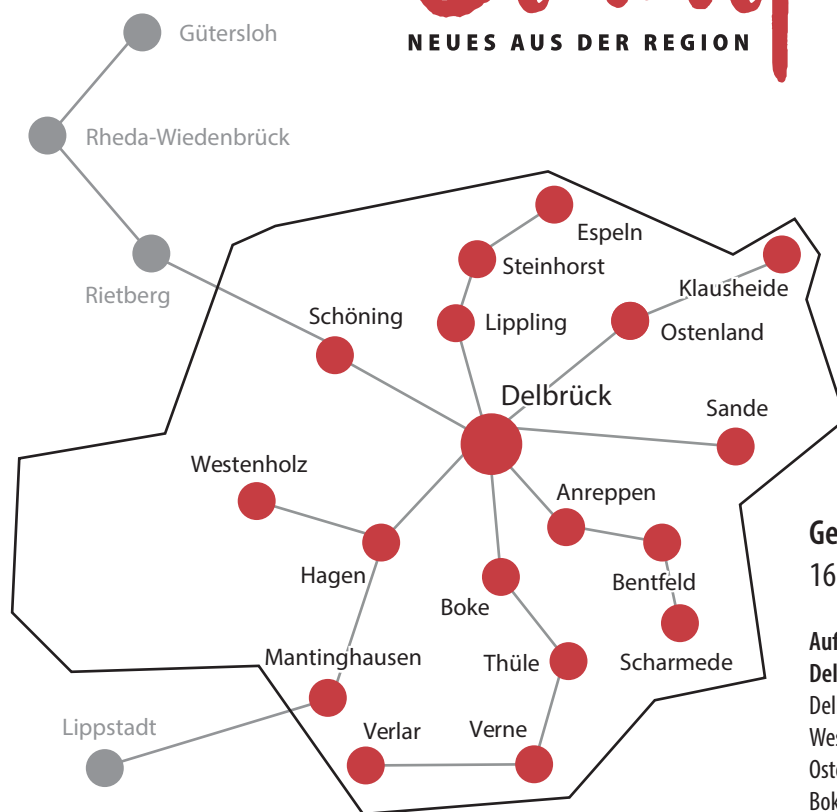 NEUES AUS DER REGION
Gütersloh
Rheda-Wiedenbrück
Rietberg
Espeln
Steinhorst
Klausheide
Schöning
Lippling
Ostenland
Delbrück
Sande
Westenholz
Anreppen
Hagen
Bentfeld
Boke
Mantinghausen
Thüle
Scharmede
Lippstadt
Verlar
Verne
16